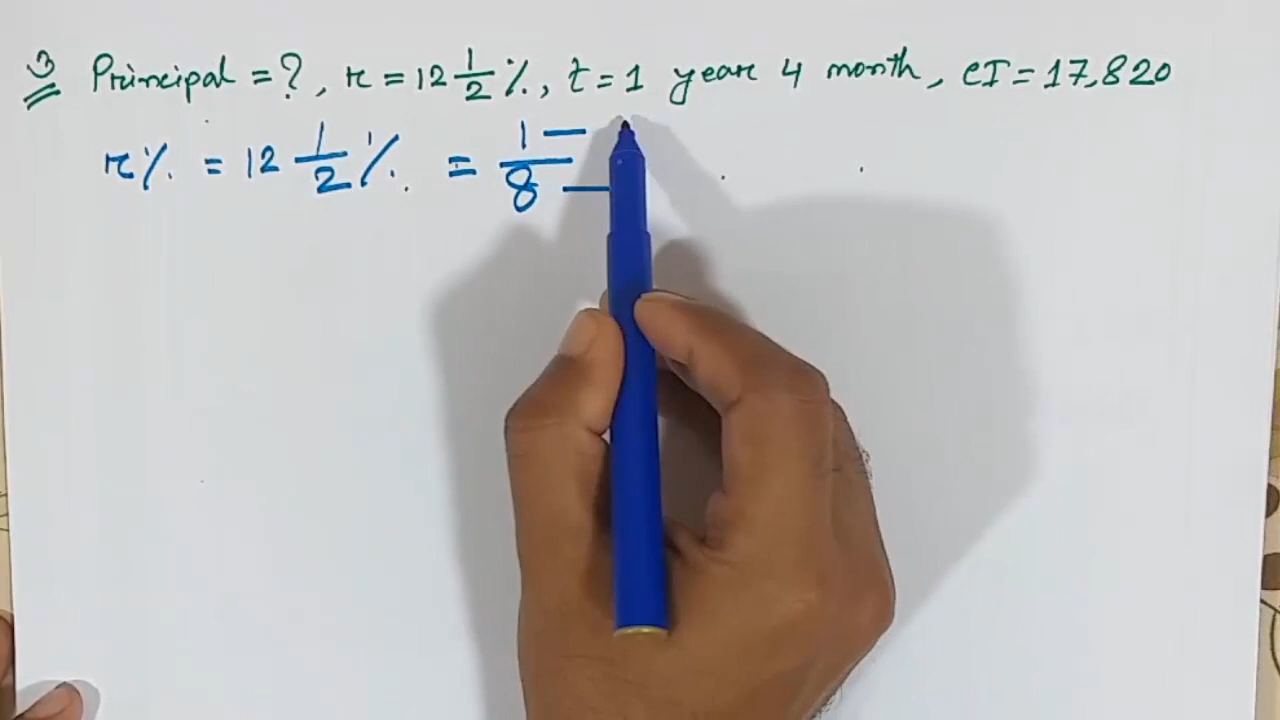 3 Principal = ?, r = 12 1/2 %, t = 1 year 4 month, CI = 17,820
r% = 12 1/2 % = 1/8